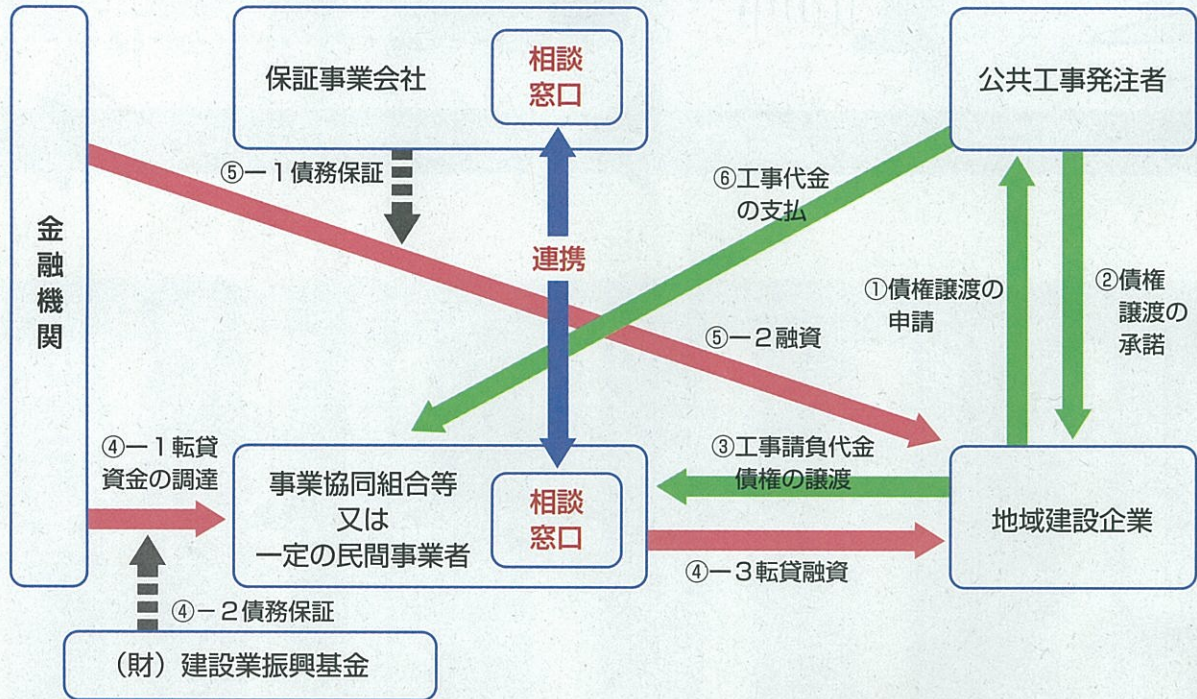 保証事業会社
相談
窓口
公共工事発注者
⑤－1債務保証
⑥工事代金
の支払
金融機関
連携
①債権譲渡の
申請
②債権
譲渡の
承諾
⑤－2融資
④－1転貸
資金の調達
事業協同組合等
又は
一定の民間事業者
相談
窓口
③工事請負代金
債権の譲渡
地域建設企業
④－3転貸融資
④－2債務保証
（財）建設業振興基金